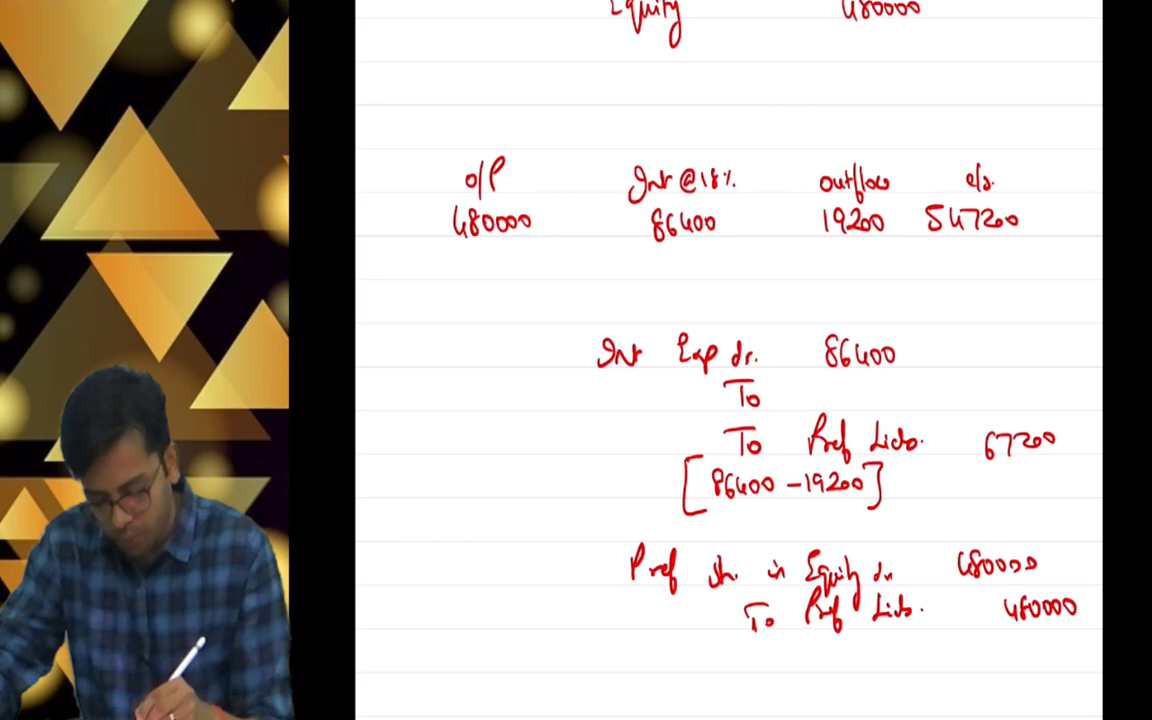 Equity 480000
O/P Int @ 18% Outflow c/s.
480000 86400 19200 547200
Int Exp dr. 86400
To
To Pref Liab. 67200
[86400 - 19200]
Pref sh. in Equity dr 480000
To Pref Liab. 480000